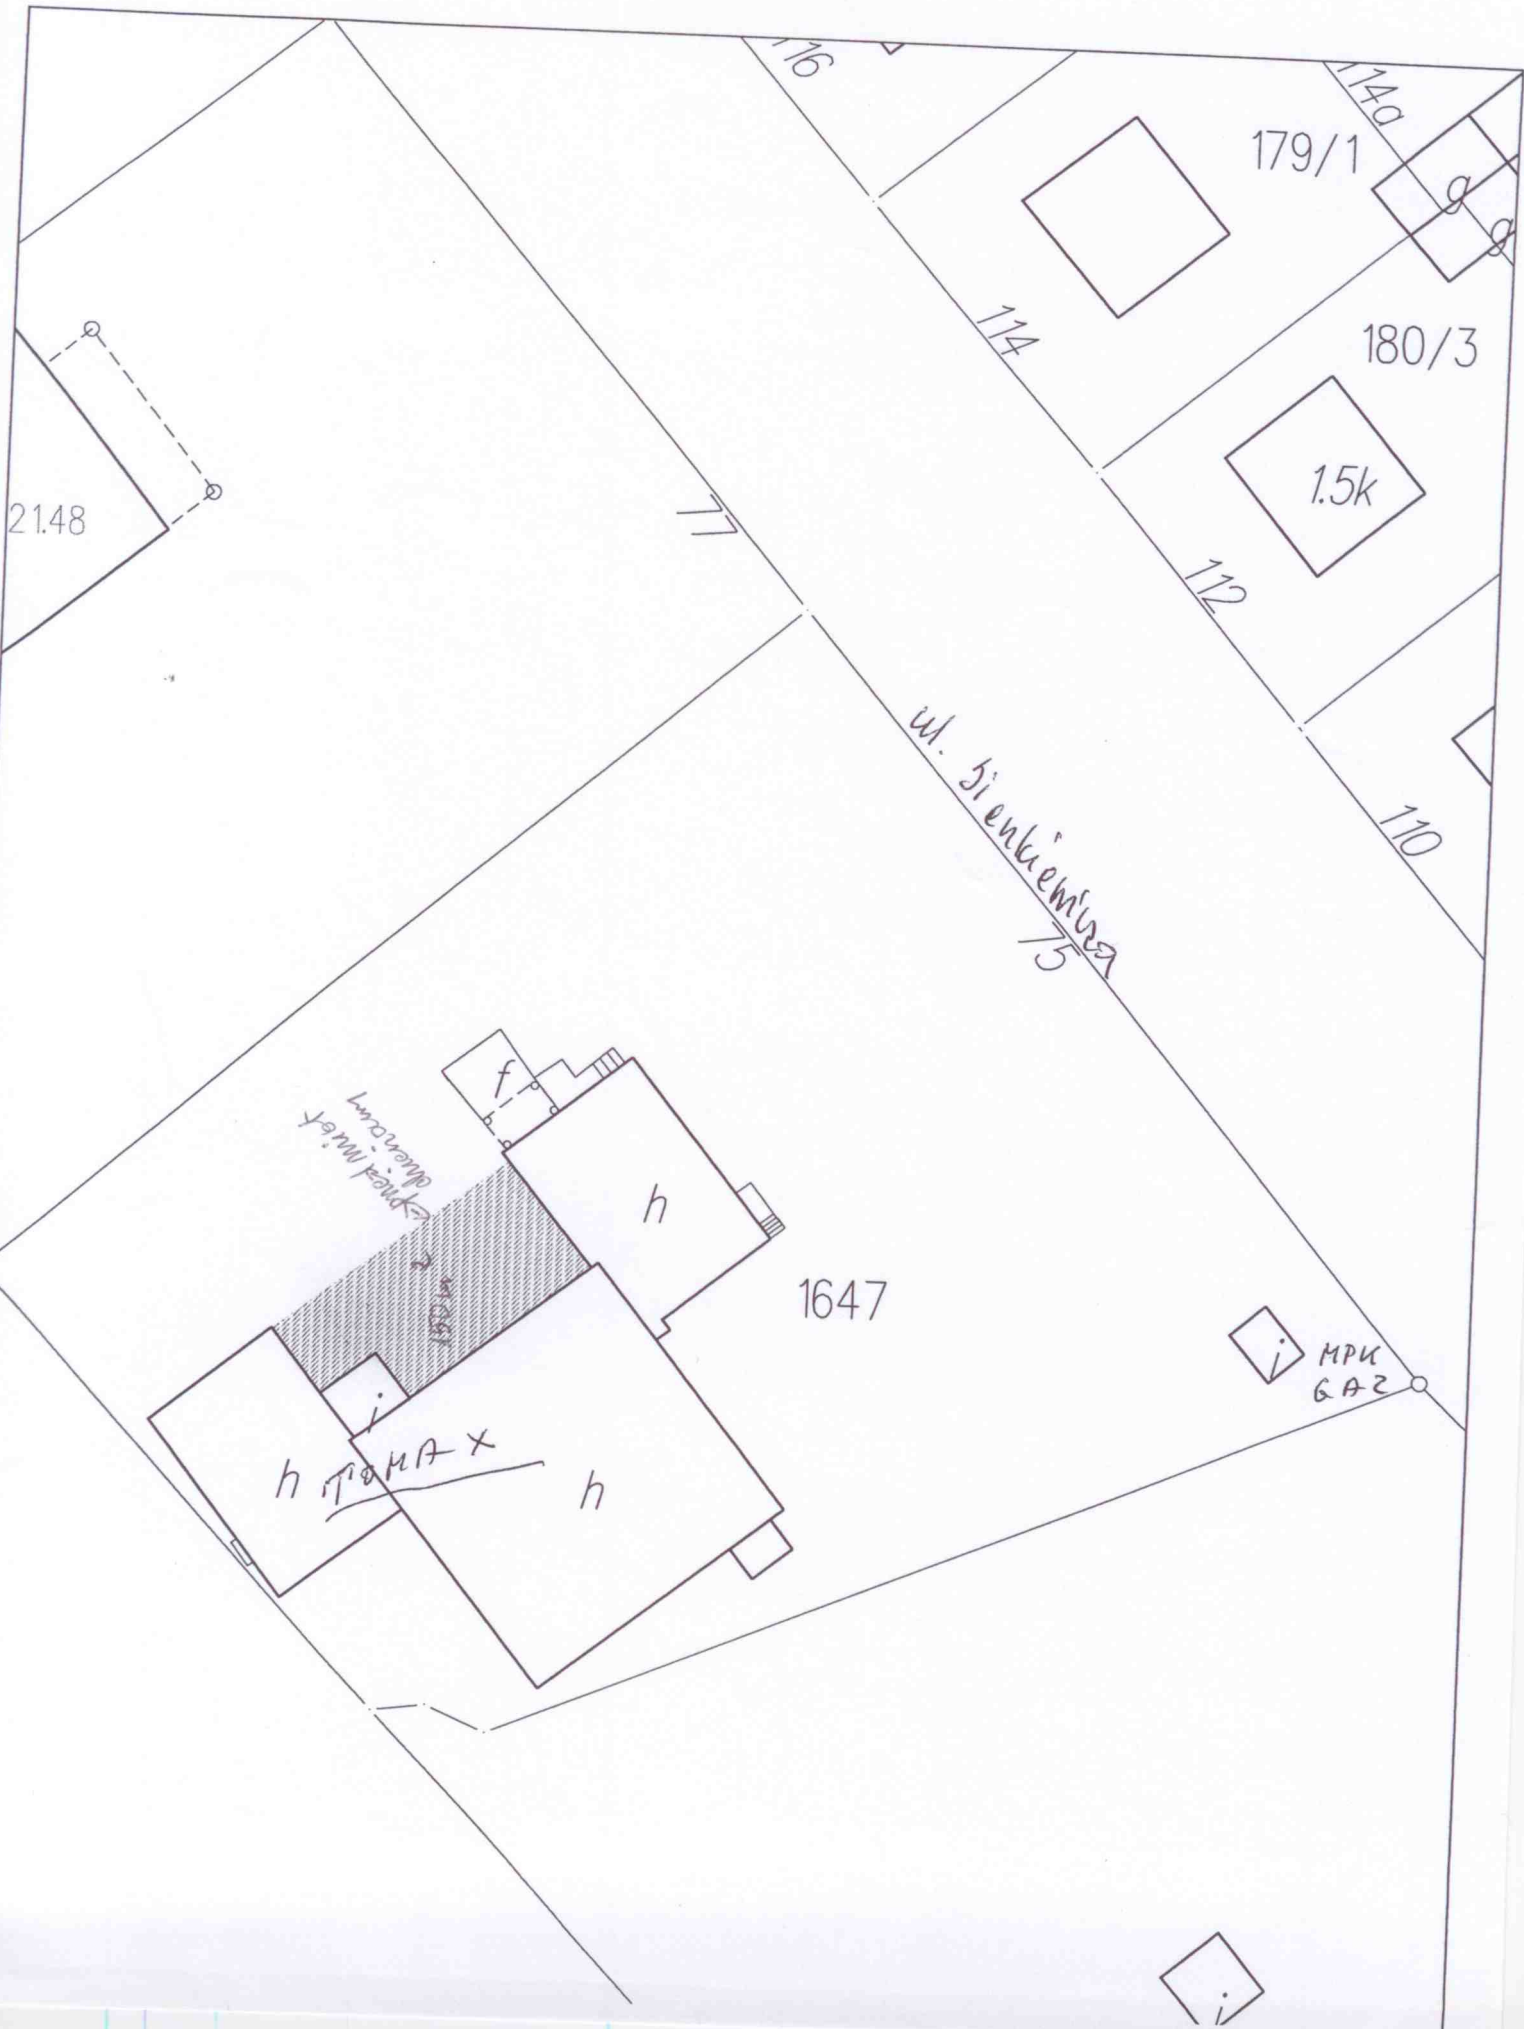 116
114a
179/1
g
g
114
180/3
1.5k
21.48
77
112
ul. Sienkiewicza
110
75
f
h
1647
j
MPK
GAZ
j
h
TOMAX
h
j